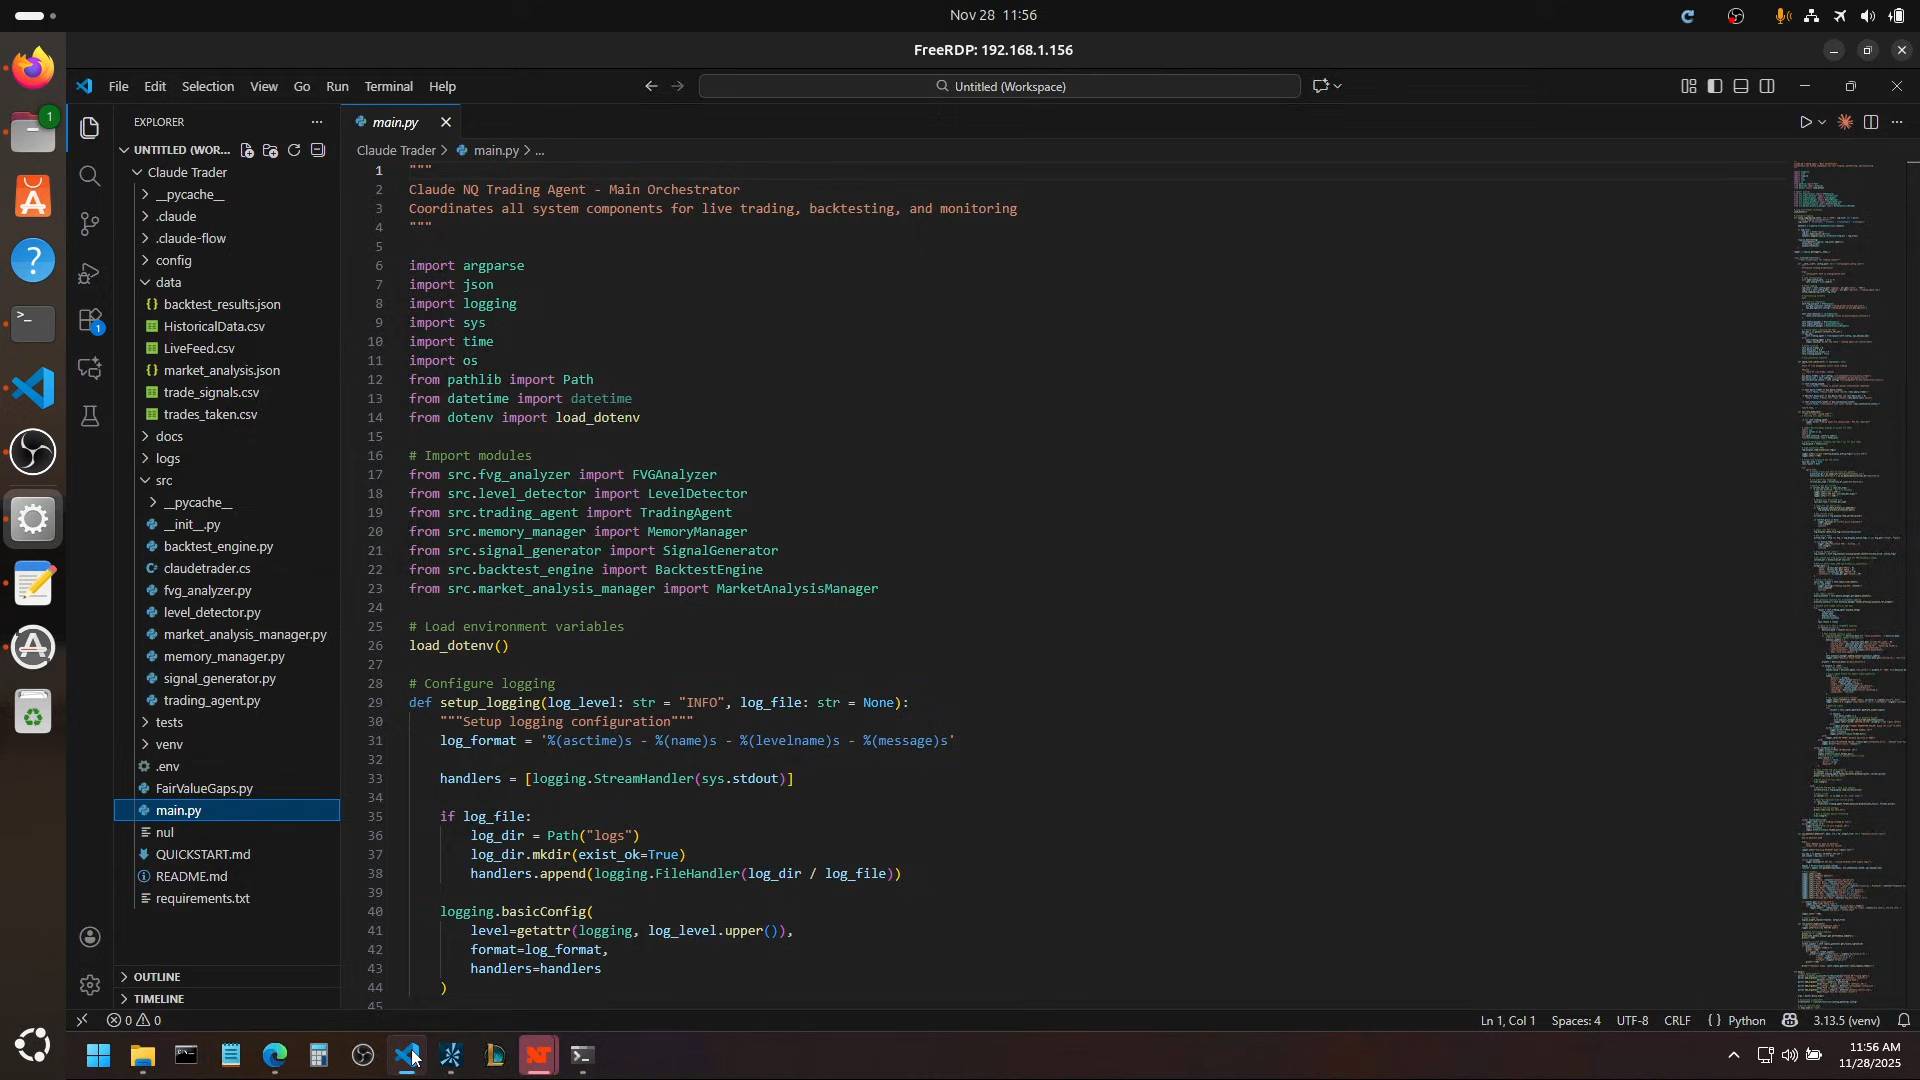 Nov 28 11:56
FreeRDP: 192.168.1.156
File Edit Selection View Go Run Terminal Help
Untitled (Workspace)
EXPLORER
main.py
UNTITLED (WOR...
Claude Trader > main.py > ...
Claude Trader
__pycache__
.claude
.claude-flow
config
data
backtest_results.json
HistoricalData.csv
LiveFeed.csv
market_analysis.json
trade_signals.csv
trades_taken.csv
docs
logs
src
__pycache__
__init__.py
backtest_engine.py
claudetrader.cs
fvg_analyzer.py
level_detector.py
market_analysis_manager.py
memory_manager.py
signal_generator.py
trading_agent.py
tests
venv
.env
FairValueGaps.py
main.py
nul
QUICKSTART.md
README.md
requirements.txt
OUTLINE
TIMELINE
1
1
1 """
2 Claude NQ Trading Agent - Main Orchestrator
3 Coordinates all system components for live trading, backtesting, and monitoring
4 """
5
6 import argparse
7 import json
8 import logging
9 import sys
10 import time
11 import os
12 from pathlib import Path
13 from datetime import datetime
14 from dotenv import load_dotenv
15
16 # Import modules
17 from src.fvg_analyzer import FVGAnalyzer
18 from src.level_detector import LevelDetector
19 from src.trading_agent import TradingAgent
20 from src.memory_manager import MemoryManager
21 from src.signal_generator import SignalGenerator
22 from src.backtest_engine import BacktestEngine
23 from src.market_analysis_manager import MarketAnalysisManager
24
25 # Load environment variables
26 load_dotenv()
27
28 # Configure logging
29 def setup_logging(log_level: str = "INFO", log_file: str = None):
30 """Setup logging configuration"""
31 log_format = '%(asctime)s - %(name)s - %(levelname)s - %(message)s'
32
33 handlers = [logging.StreamHandler(sys.stdout)]
34
35 if log_file:
36 log_dir = Path("logs")
37 log_dir.mkdir(exist_ok=True)
38 handlers.append(logging.FileHandler(log_dir / log_file))
39
40 logging.basicConfig(
41 level=getattr(logging, log_level.upper()),
42 format=log_format,
43 handlers=handlers
44 )
45
0 0 Ln 1, Col 1 Spaces: 4 UTF-8 CRLF {} Python 3.13.5 (venv)
11:56 AM
11/28/2025